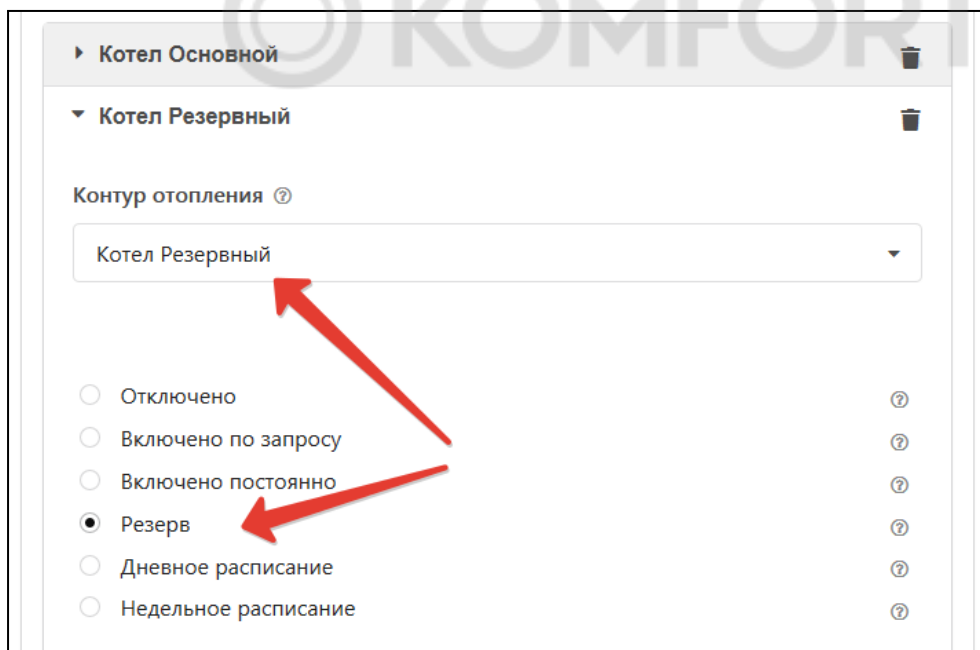 KOMFORT
Котел Основной
Котел Резервный
Контур отопления
Котел Резервный
Отключено
Включено по запросу
Включено постоянно
Резерв
Дневное расписание
Недельное расписание